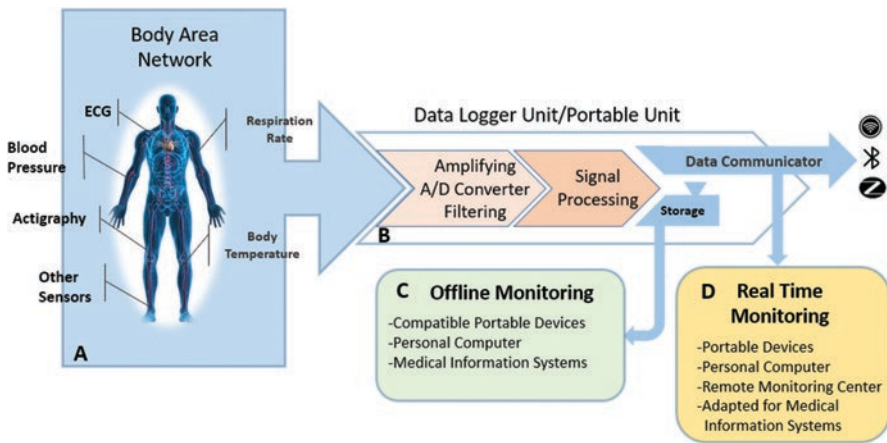 Body Area
Network
ECG
Blood
Pressure
Actigraphy
Other
Sensors
Respiration
Rate
Body
Temperature
A
Data Logger Unit/Portable Unit
Amplifying
A/D Converter
Filtering
Signal
Processing
Data Communicator
Storage
B
C Offline Monitoring
-Compatible Portable Devices
-Personal Computer
-Medical Information Systems
D Real Time
Monitoring
-Portable Devices
-Personal Computer
-Remote Monitoring Center
-Adapted for Medical
Information Systems